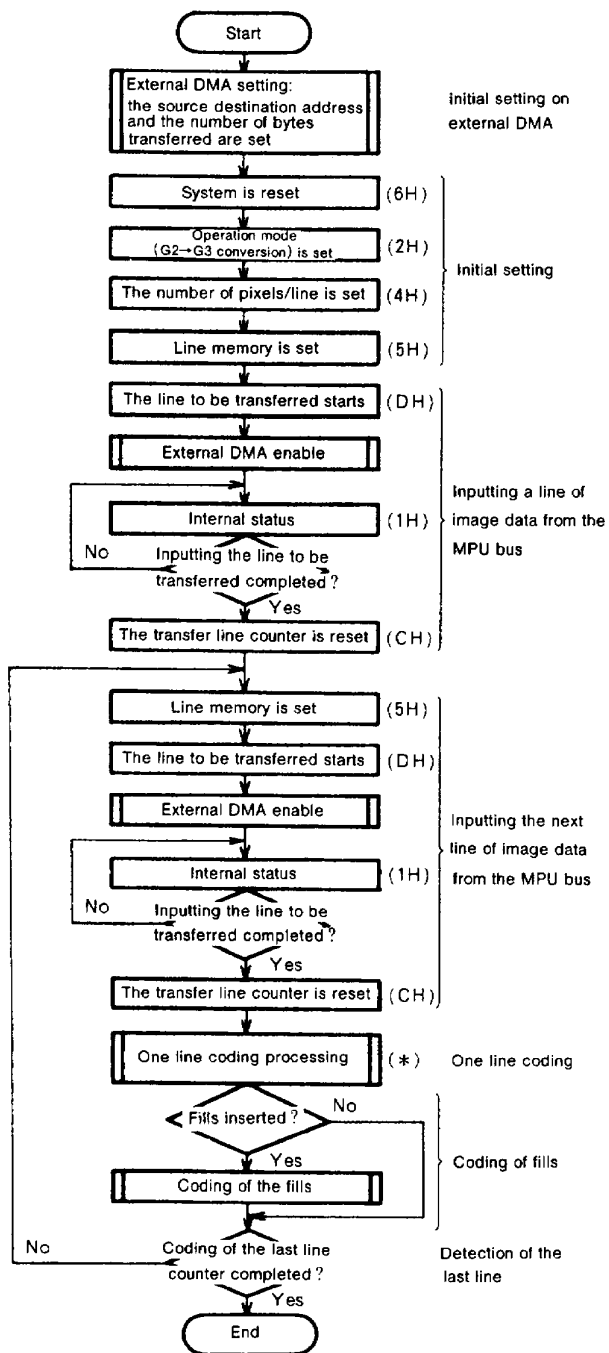 Start
External DMA setting:
the source destination address
and the number of bytes
transferred are set
Initial setting on
external DMA
System is reset
(6H)
Operation mode
(G2→G3 conversion) is set
(2H)
Initial setting
The number of pixels/line is set
(4H)
Line memory is set
(5H)
The line to be transferred starts
(DH)
External DMA enable
Inputting a line of
image data from the
MPU bus
Internal status
(1H)
No
Inputting the line to be
transferred completed?
Yes
The transfer line counter is reset
(CH)
Line memory is set
(5H)
The line to be transferred starts
(DH)
External DMA enable
Inputting the next
line of image data
from the MPU bus
Internal status
(1H)
No
Inputting the line to be
transferred completed?
Yes
The transfer line counter is reset
(CH)
One line coding processing
(*)
One line coding
Fills inserted?
No
Yes
Coding of fills
Coding of the fills
No
Coding of the last line
counter completed?
Detection of the
last line
Yes
End